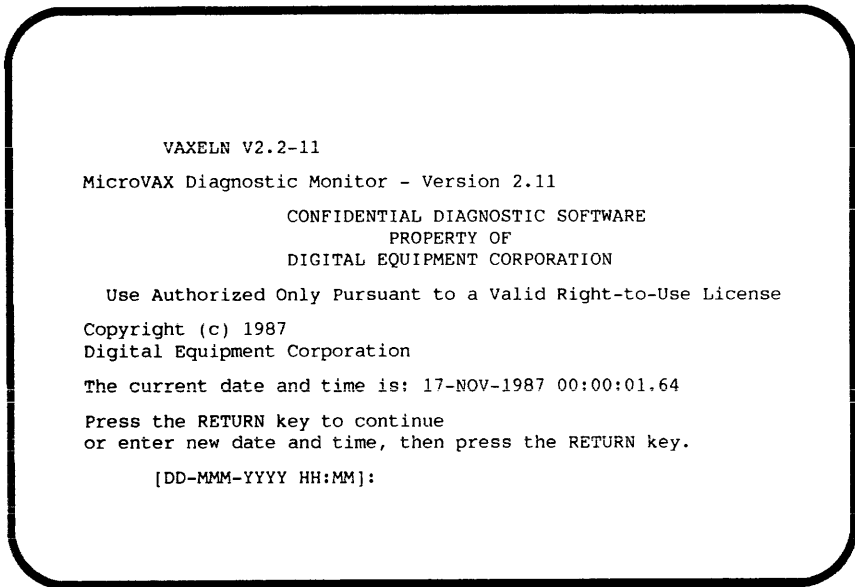 VAXELN V2.2-11
MicroVAX Diagnostic Monitor - Version 2.11
CONFIDENTIAL DIAGNOSTIC SOFTWARE
PROPERTY OF
DIGITAL EQUIPMENT CORPORATION
Use Authorized Only Pursuant to a Valid Right-to-Use License
Copyright (c) 1987
Digital Equipment Corporation
The current date and time is: 17-NOV-1987 00:00:01.64
Press the RETURN key to continue
or enter new date and time, then press the RETURN key.
[DD-MMM-YYYY HH:MM]: